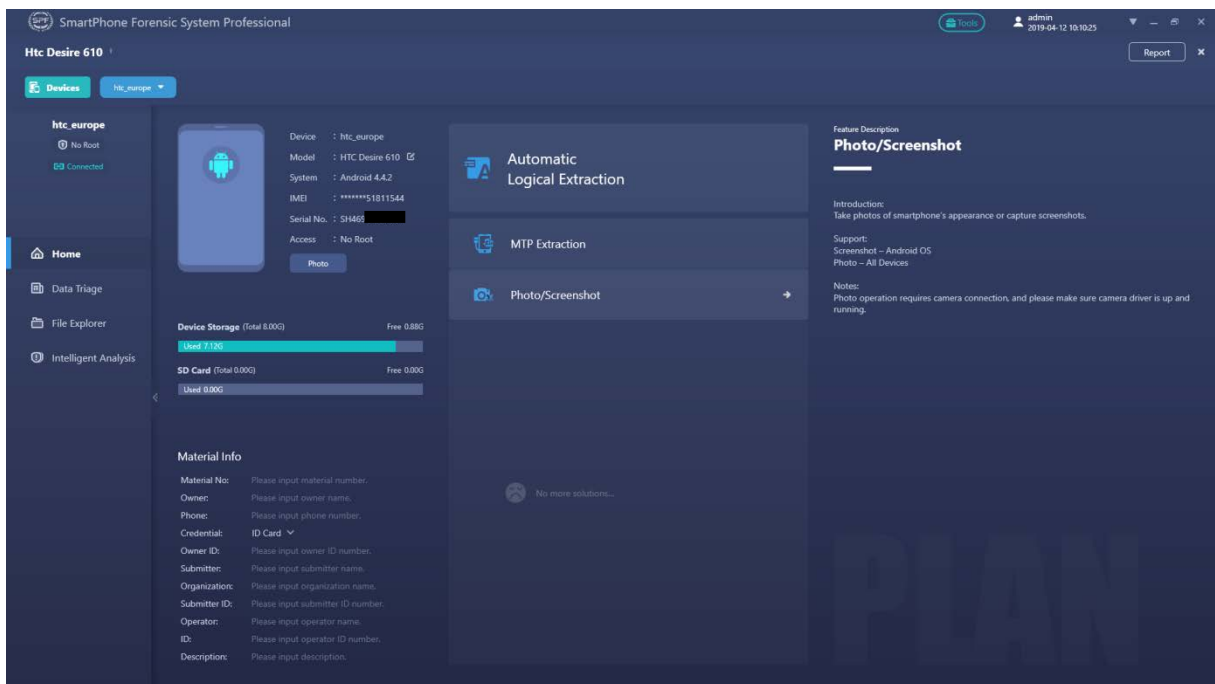 SPF SmartPhone Forensic System Professional
Tools
admin
2019-04-12 10:10:25
Htc Desire 610
Report
Devices
htc_europe
htc_europe
No Root
Connected
Home
Data Triage
File Explorer
Intelligent Analysis
Device : htc_europe
Model : HTC Desire 610
System : Android 4.4.2
IMEI : *******51811544
Serial No. : SH469
Access : No Root
Photo
Device Storage (Total 8.00G) Free 0.88G
Used 7.12G
SD Card (Total 0.00G) Free 0.00G
Used 0.00G
Material Info
Material No: Please input material number.
Owner: Please input owner name.
Phone: Please input phone number.
Credential: ID Card
Owner ID: Please input owner ID number.
Submitter: Please input submitter name.
Organization: Please input organization name.
Submitter ID: Please input submitter ID number.
Operator: Please input operator name.
ID: Please input operator ID number.
Description: Please input description.
Automatic
Logical Extraction
MTP Extraction
Photo/Screenshot
No more solutions...
Feature Description
Photo/Screenshot
Introduction:
Take photos of smartphone's appearance or capture screenshots.
Support:
Screenshot – Android OS
Photo – All Devices
Notes:
Photo operation requires camera connection, and please make sure camera driver is up and
running.
PLAN